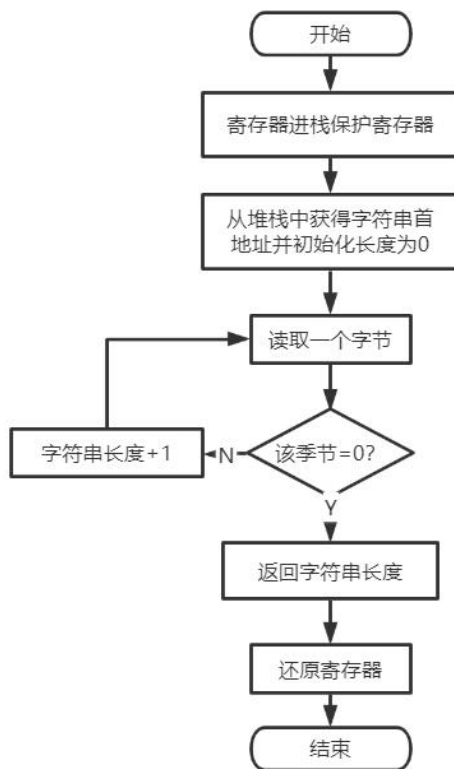 开始
寄存器进栈保护寄存器
从堆栈中获得字符串首
地址并初始化长度为0
读取一个字节
字符串长度+1
N
该季节=0?
Y
返回字符串长度
还原寄存器
结束